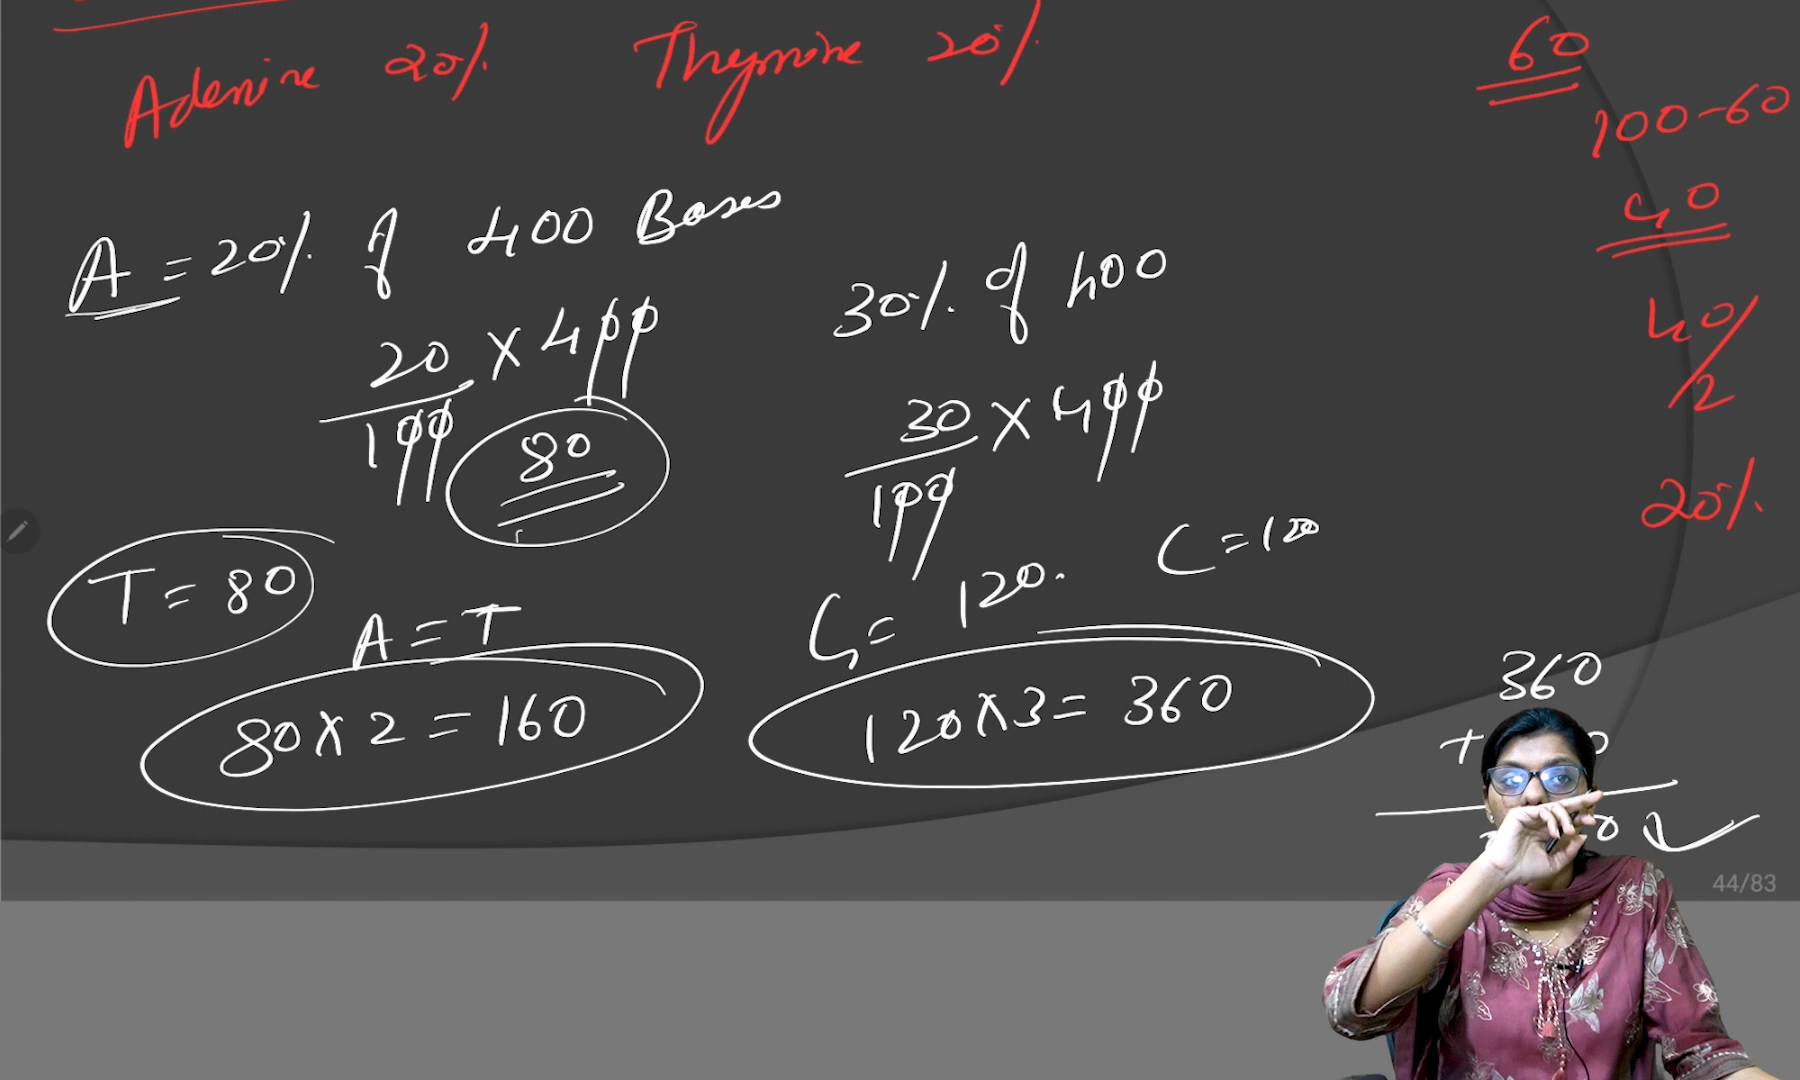 Adenine 20% Thymine 20%
60
100-60
40
40/2
20%
A = 20% of 400 Bases
20/100 X 400
80
30% of 400
30/100 X 400
T = 80
A = T
80 X 2 = 160
G = 120. C = 120
120 X 3 = 360
360
+
44/83